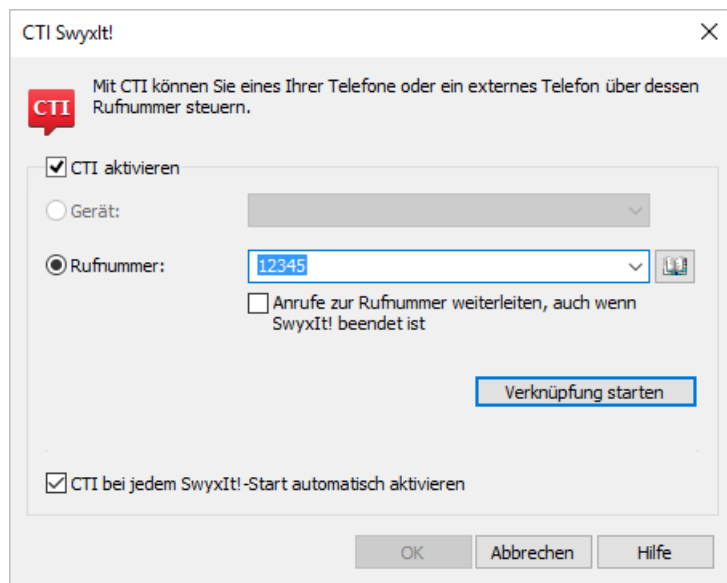 CTI SwyxIt!
Mit CTI können Sie eines Ihrer Telefone oder ein externes Telefon über dessen
Rufnummer steuern.
CTI
CTI aktivieren
Gerät:
Rufnummer:
12345
Anrufe zur Rufnummer weiterleiten, auch wenn
SwyxIt! beendet ist
Verknüpfung starten
CTI bei jedem SwyxIt!-Start automatisch aktivieren
OK
Abbrechen
Hilfe